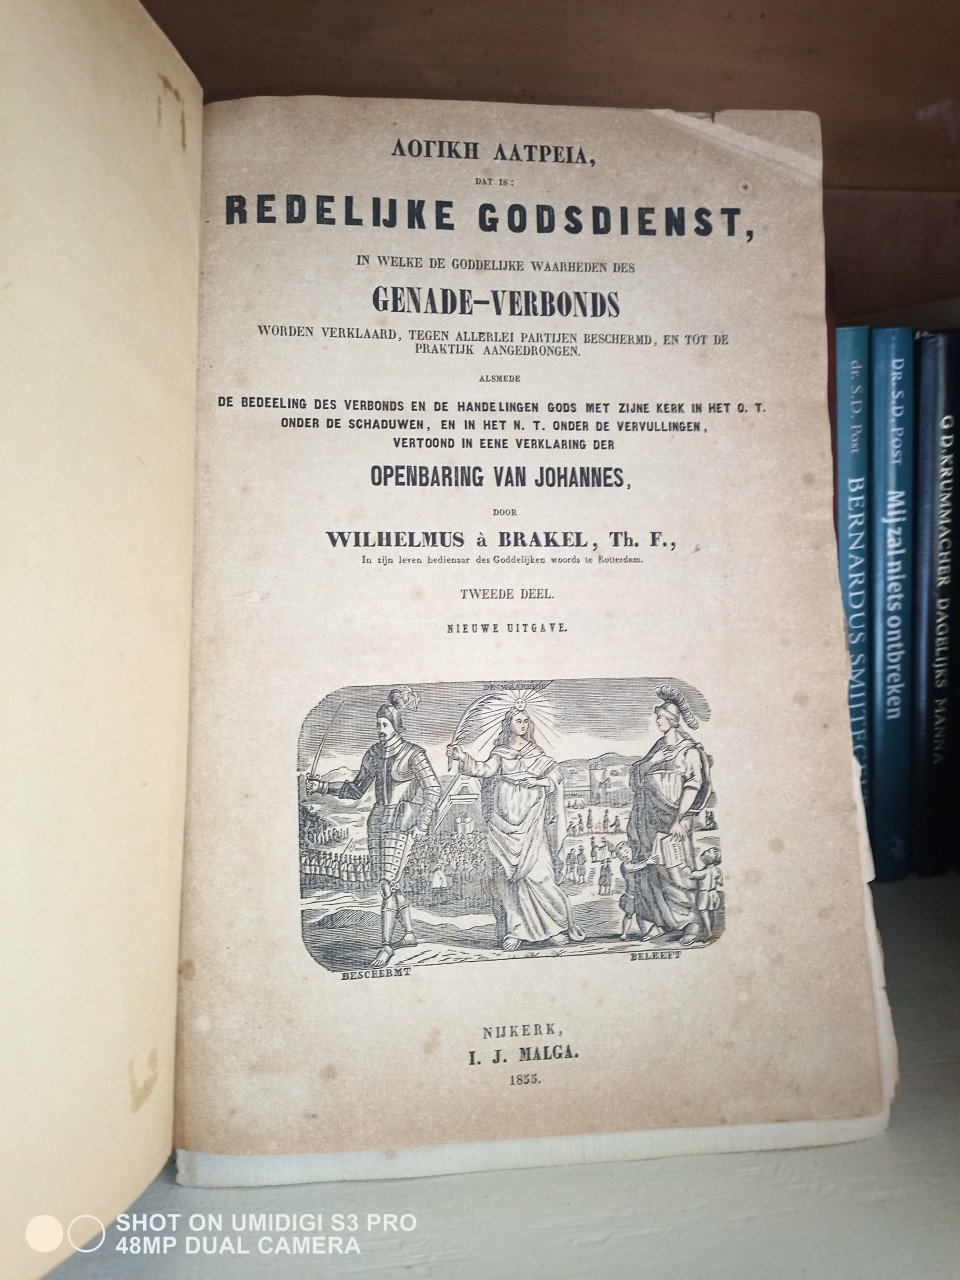 ΛΟΓΙΚΗ ΛΑΤΡΕΙΑ,
DAT IS:
REDELIJKE GODSDIENST,
IN WELKE DE GODDELIJKE WAARHEDEN DES
GENADE-VERBONDS
WORDEN VERKLAARD, TEGEN ALLERLEI PARTIJEN BESCHERMD, EN TOT DE
PRAKTIJK AANGEDRONGEN.
ALSMEDE
DE BEDEELING DES VERBONDS EN DE HANDELINGEN GODS MET ZIJNE KERK IN HET O. T.
ONDER DE SCHADUWEN, EN IN HET N. T. ONDER DE VERVULLINGEN,
VERTOOND IN EENE VERKLARING DER
OPENBARING VAN JOHANNES,
DOOR
WILHELMUS à BRAKEL, Th. F.,
In zijn leven bedienaar des Goddelijken woords te Rotterdam.
TWEEDE DEEL.
NIEUWE UITGAVE.
DE WAARHEID
BESCHERMT
BELEEFT
NIJKERK,
I. J. MALGA.
1855.
dr. S.D. Post BERNARDUS
DR. S.D. POST Mij zal niets ontbreken
G D. KRUMMACHER, DAGELIJKS MANNA
SHOT ON UMIDIGI S3 PRO
48MP DUAL CAMERA